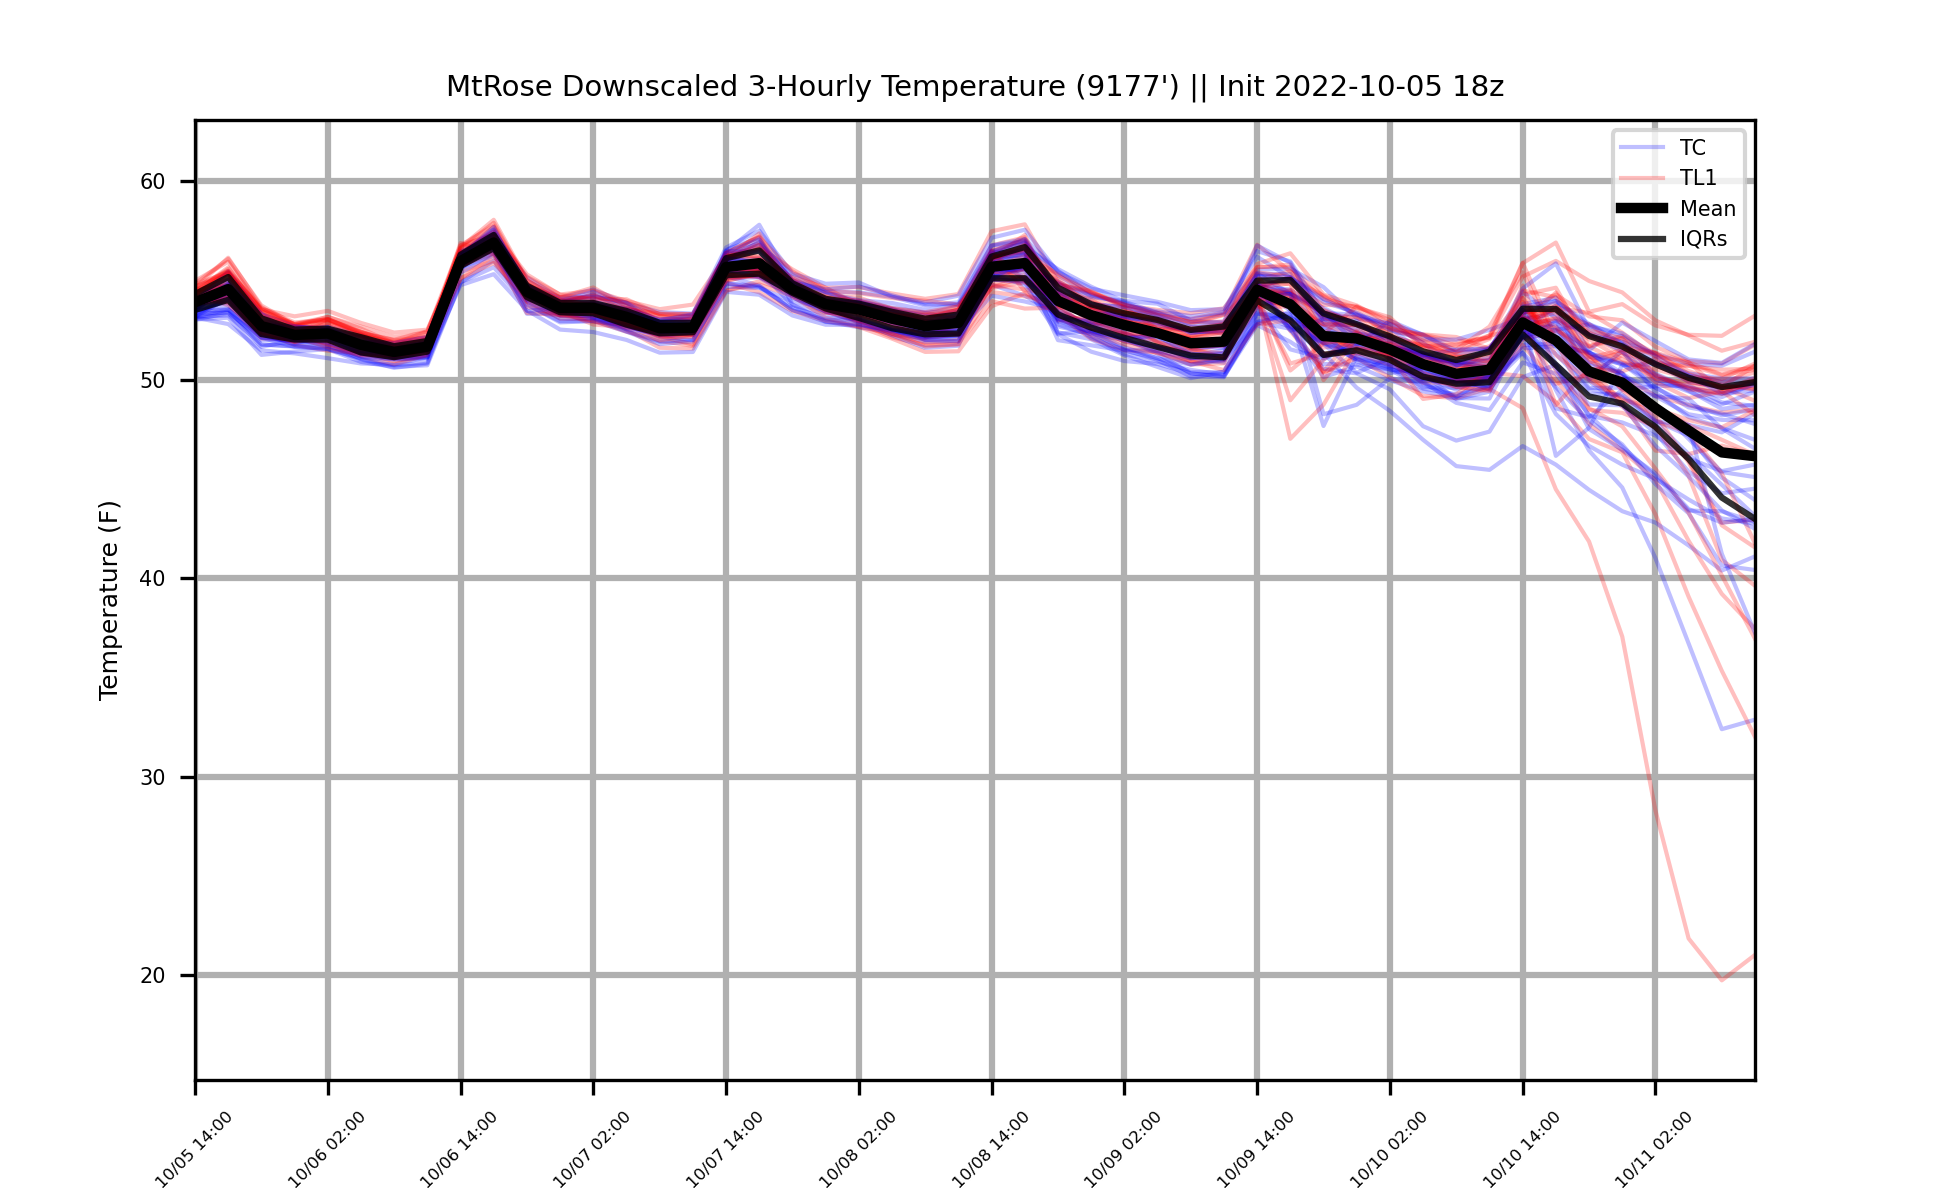 MtRose Downscaled 3-Hourly Temperature (9177') || Init 2022-10-05 18z
TC
TL1
Mean
IQRs
Temperature (F)
60
50
40
30
20
10/05 14:00
10/06 02:00
10/06 14:00
10/07 02:00
10/07 14:00
10/08 02:00
10/08 14:00
10/09 02:00
10/09 14:00
10/10 02:00
10/10 14:00
10/11 02:00